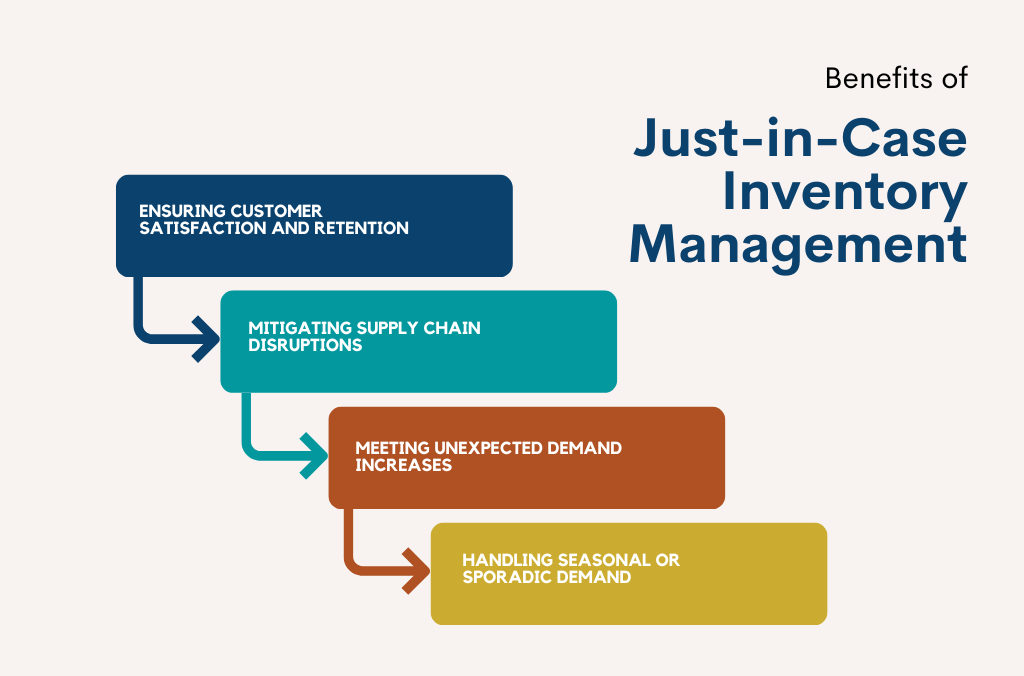 Benefits of
Just-in-Case
Inventory
Management
ENSURING CUSTOMER
SATISFACTION AND RETENTION
MITIGATING SUPPLY CHAIN
DISRUPTIONS
MEETING UNEXPECTED DEMAND
INCREASES
HANDLING SEASONAL OR
SPORADIC DEMAND